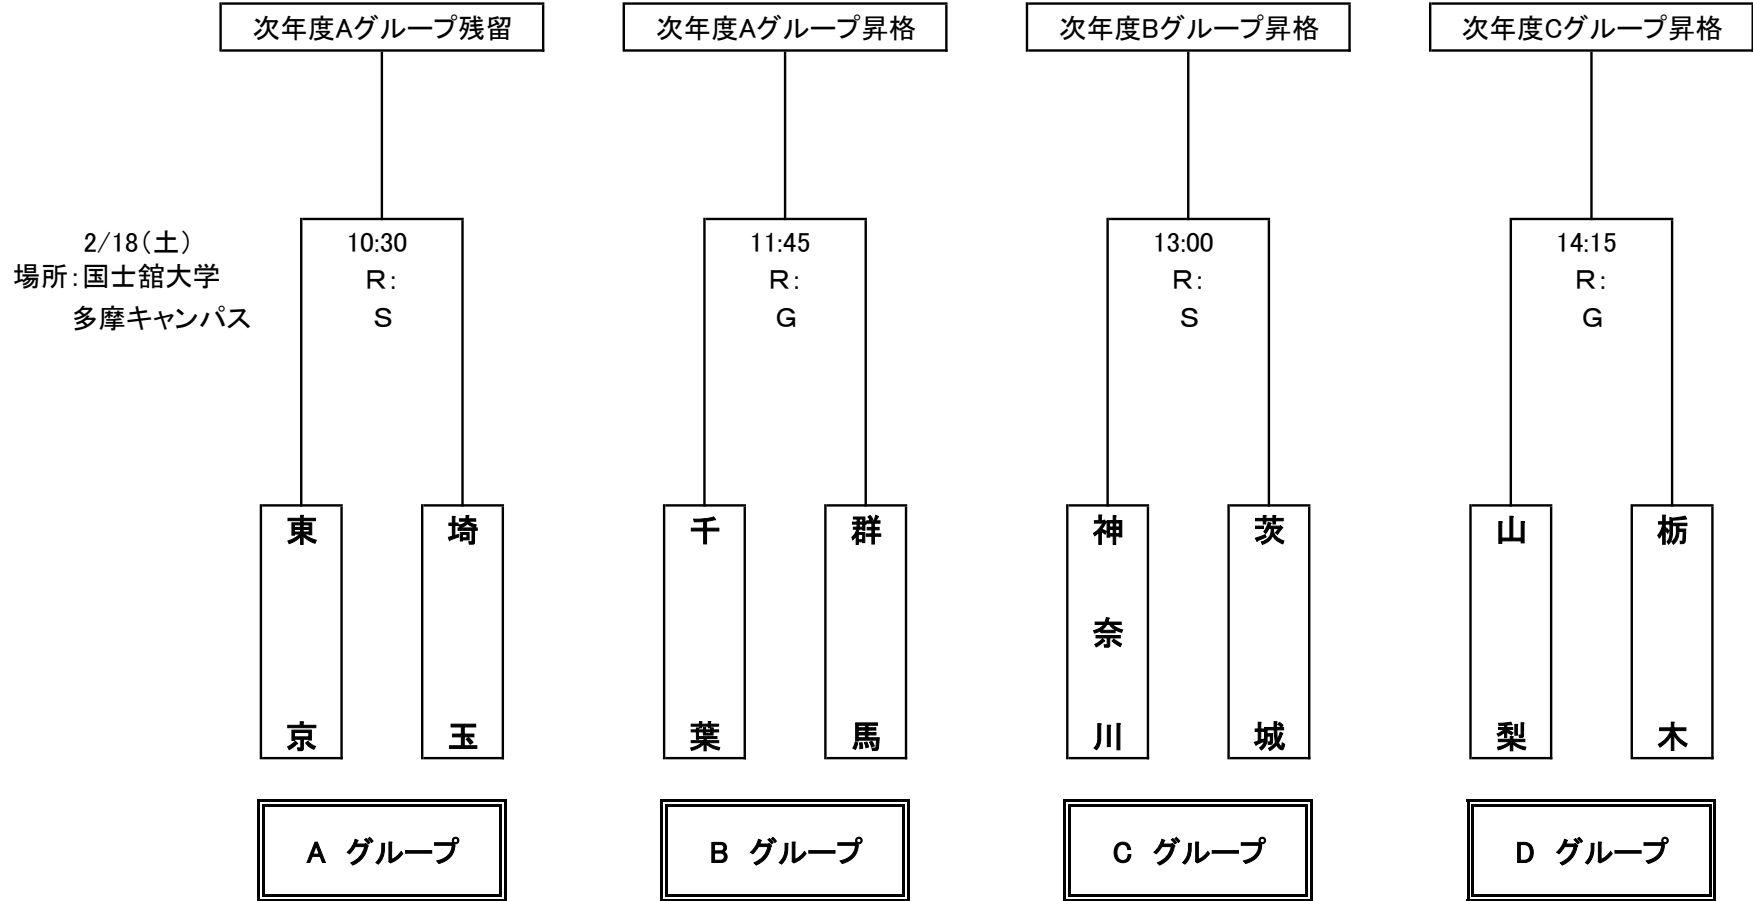 次年度Aグループ残留
次年度Aグループ昇格
次年度Bグループ昇格
次年度Cグループ昇格
2/18(土)
場所:国士舘大学
多摩キャンパス
10:30
R:
S
11:45
R:
G
13:00
R:
S
14:15
R:
G
東京
埼玉
千葉
群馬
神奈川
茨城
山梨
栃木
A グループ
B グループ
C グループ
D グループ